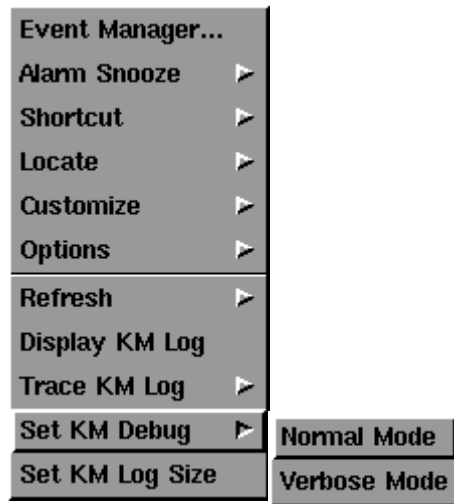 Event Manager...
Alarm Snooze
Shortcut
Locate
Customize
Options
Refresh
Display KM Log
Trace KM Log
Set KM Debug
Normal Mode
Set KM Log Size
Verbose Mode